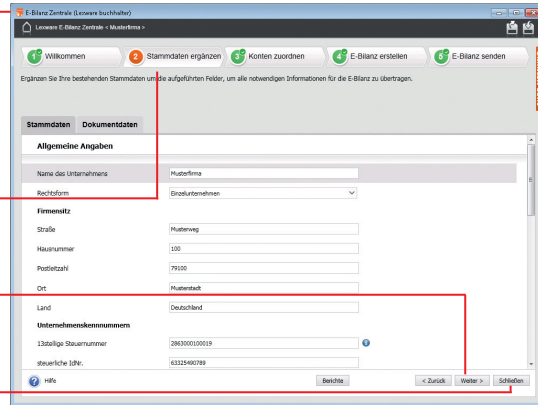 E-Bilanz Zentrale (Lexware buchhalter)
Lexware E-Bilanz Zentrale < Musterfirma >
1 Willkommen 2 Stammdaten ergänzen 3 Konten zuordnen 4 E-Bilanz erstellen 5 E-Bilanz senden
Ergänzen Sie Ihre bestehenden Stammdaten um die aufgeführten Felder, um alle notwendigen Informationen für die E-Bilanz zu übertragen.
Stammdaten Dokumentdaten
Allgemeine Angaben
Name des Unternehmens Musterfirma
Rechtsform Einzelunternehmen
Firmensitz
Straße Musterweg
Hausnummer 100
Postleitzahl 79100
Ort Musterstadt
Land Deutschland
Unternehmenskennnummern
13stellige Steuernummer 2863000100019
steuerliche IdNr. 63325490789
? Hilfe Berichte < Zurück Weiter > Schließen